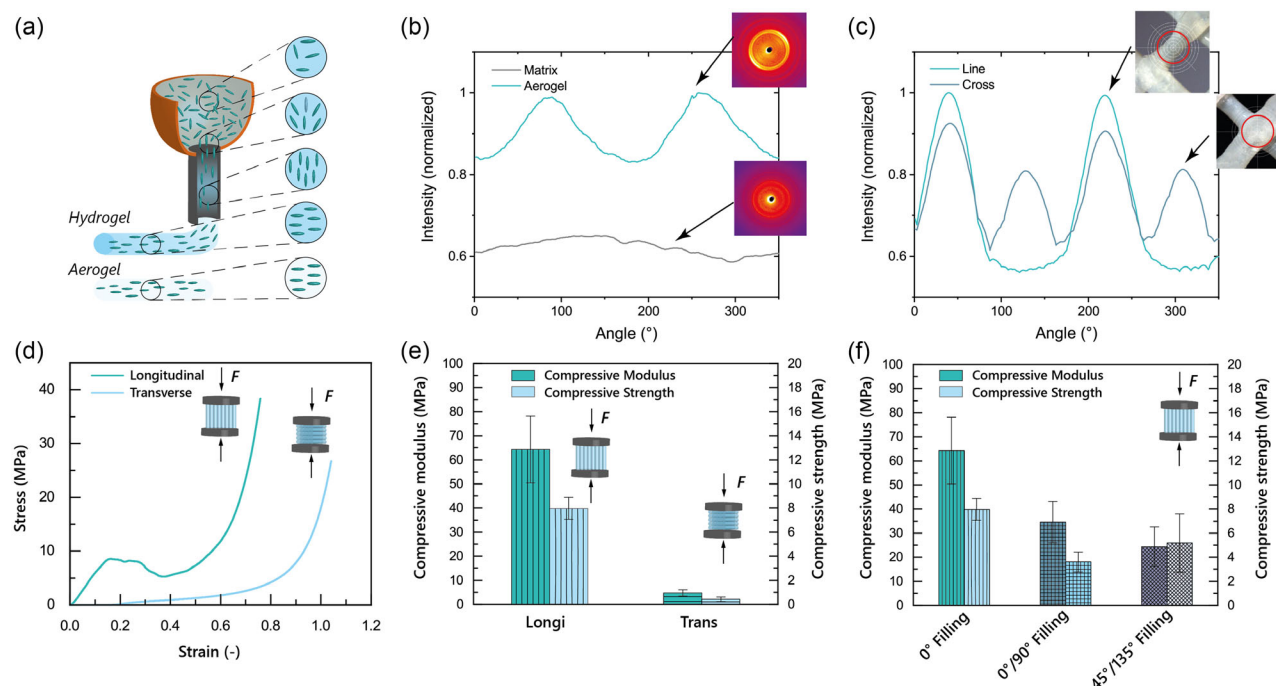 (a)
Hydrogel
Aerogel
(b)
Matrix
Aerogel
1
0.8
0.6
Intensity (normalized)
0
100
200
300
Angle (°)
(c)
Line
Cross
1
0.8
0.6
Intensity (normalized)
0
100
200
300
Angle (°)
(d)
Longitudinal
Transverse
F
F
40
30
20
10
0
Stress (MPa)
0.0
0.2
0.4
0.6
0.8
1.0
1.2
Strain (-)
(e)
Compressive Modulus
Compressive Strength
F
F
100
90
80
70
60
50
40
30
20
10
0
Compressive modulus (MPa)
20
18
16
14
12
10
8
6
4
2
0
Compressive strength (MPa)
Longi
Trans
(f)
Compressive Modulus
Compressive Strength
F
100
90
80
70
60
50
40
30
20
10
0
Compressive modulus (MPa)
20
18
16
14
12
10
8
6
4
2
0
Compressive strength (MPa)
0° Filling
0°/90° Filling
45°/135° Filling